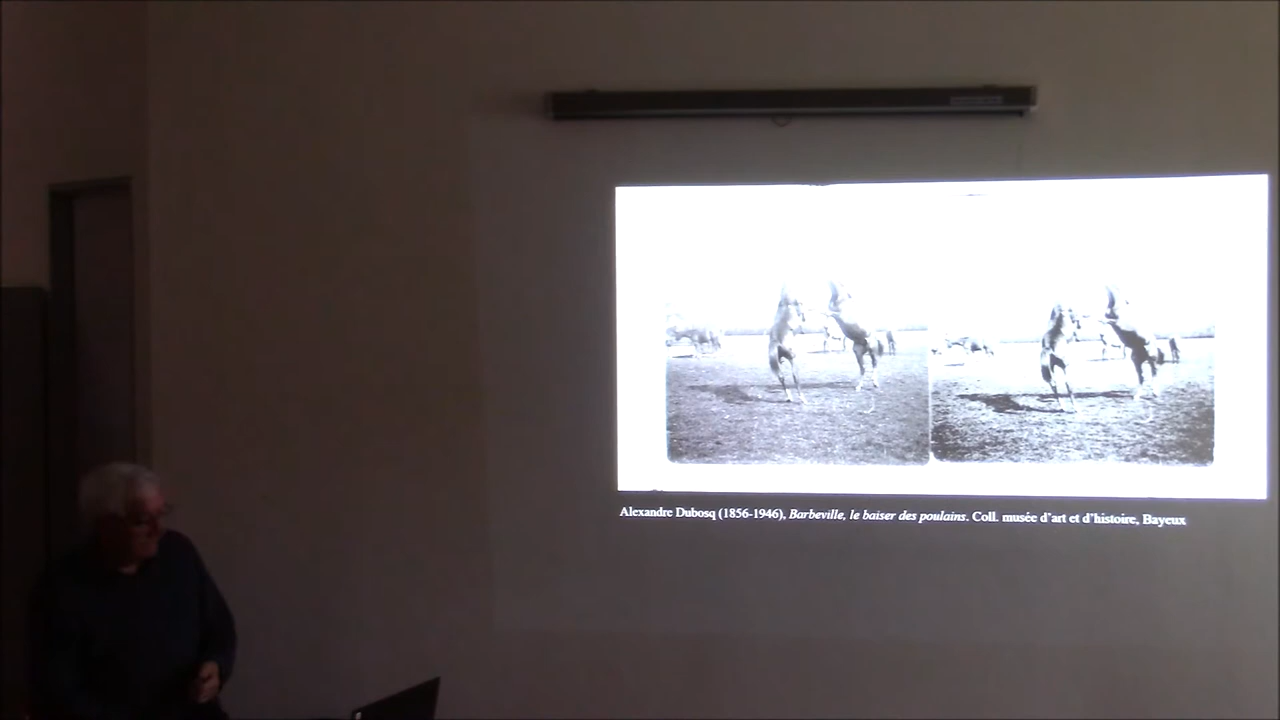 Alexandre Dubosq (1856-1946), Barbeville, le baiser des poulains. Coll. musée d'art et d'histoire, Bayeux